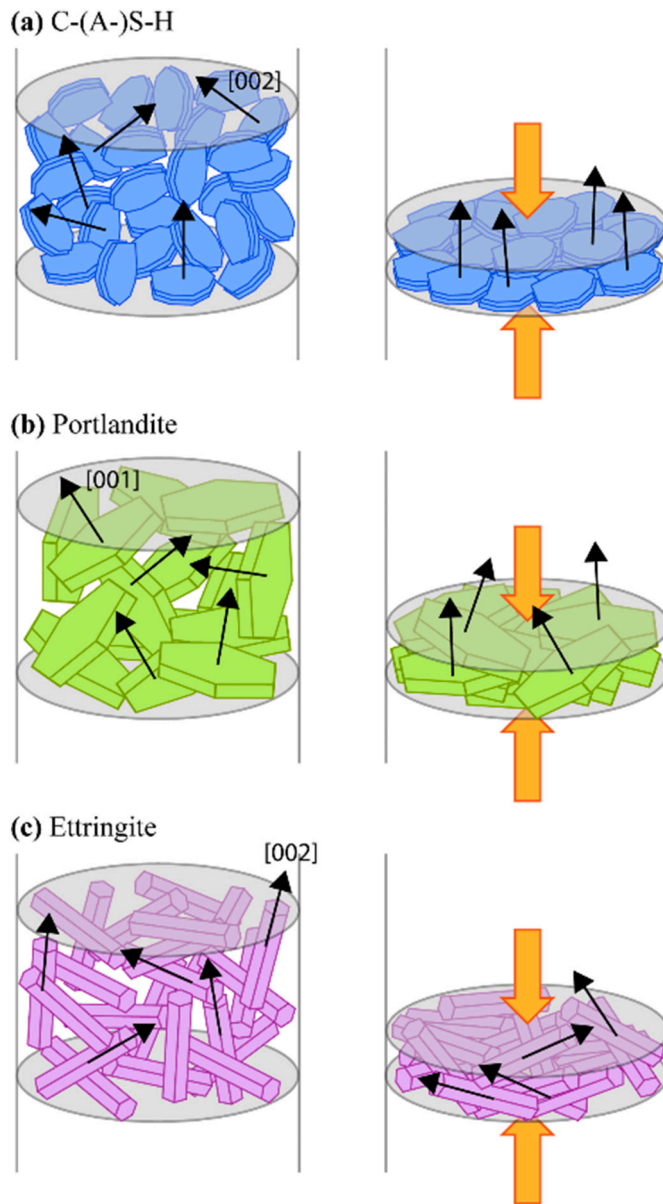 (a) C-(A-)S-H
[002]
(b) Portlandite
[001]
(c) Ettringite
[002]